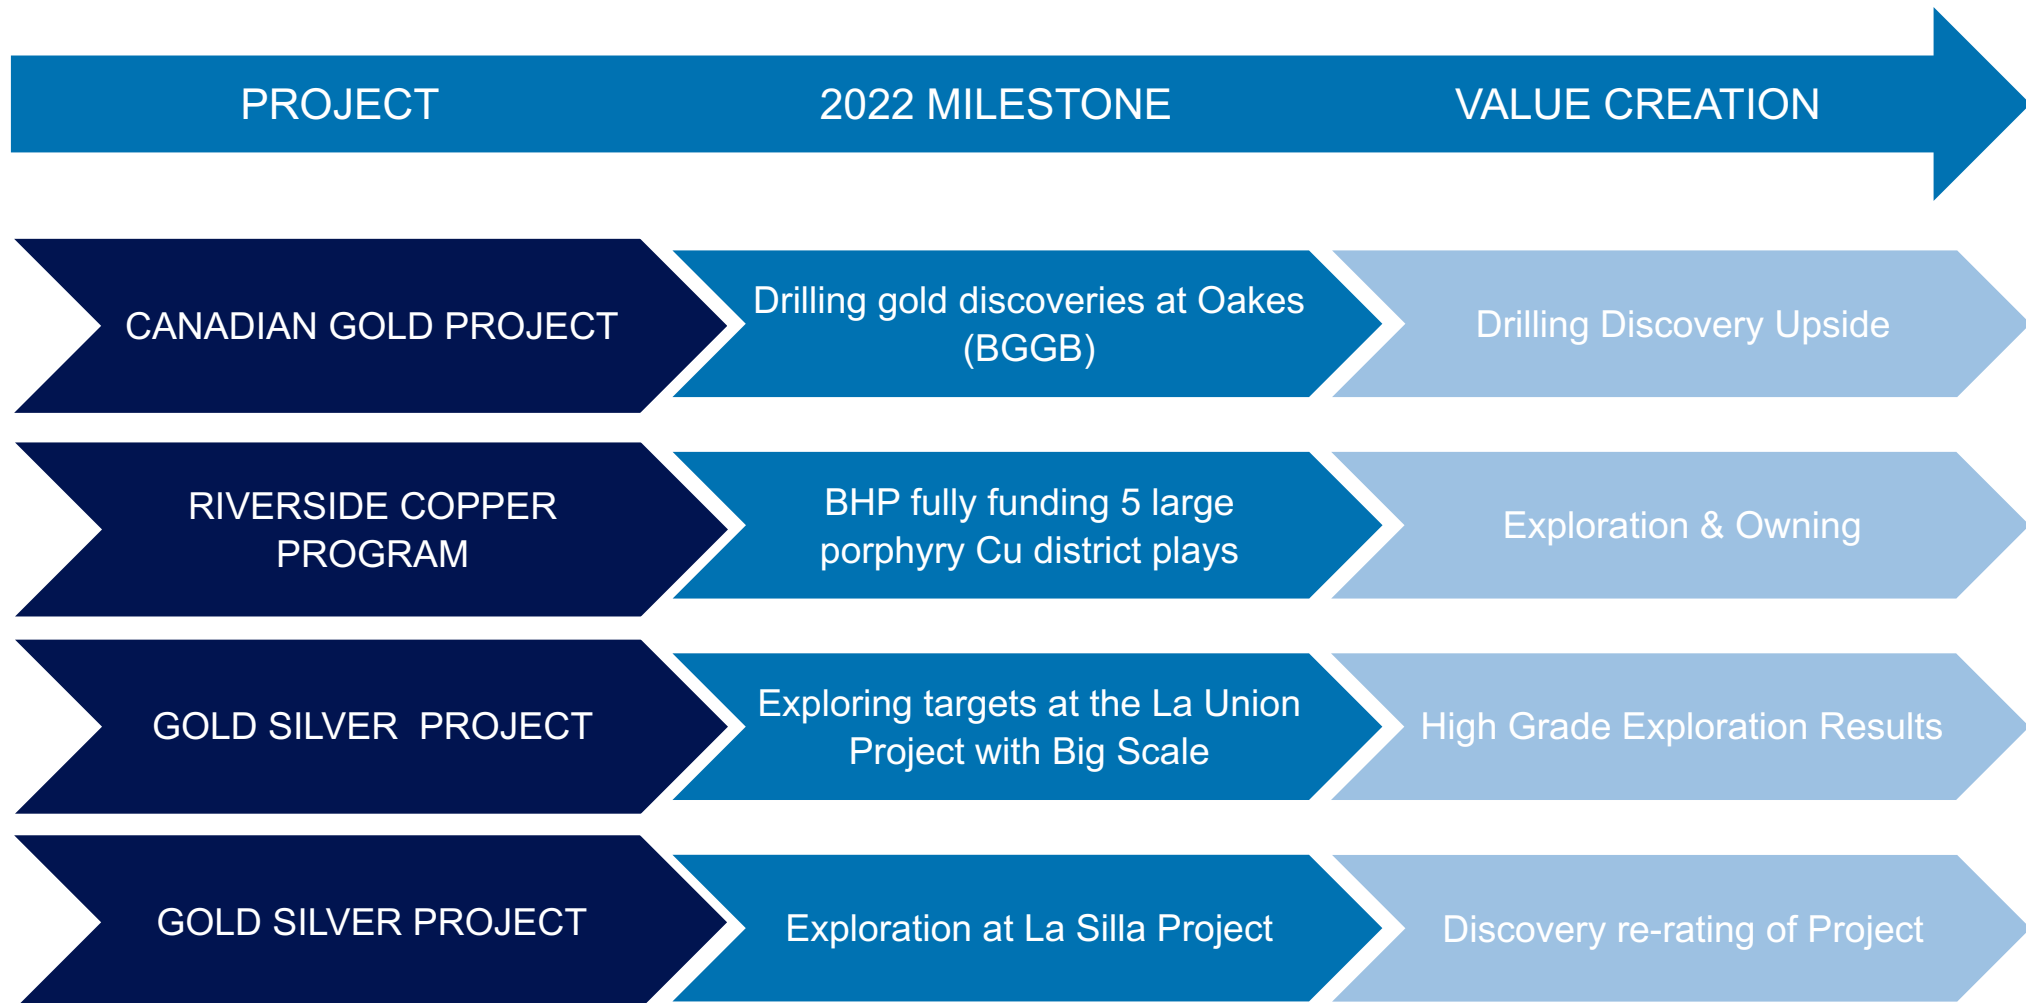 PROJECT 2022 MILESTONE VALUE CREATION
CANADIAN GOLD PROJECT
Drilling gold discoveries at Oakes
(BGGB)
Drilling Discovery Upside
RIVERSIDE COPPER
PROGRAM
BHP fully funding 5 large
porphyry Cu district plays
Exploration & Owning
GOLD SILVER  PROJECT
Exploring targets at the La Union
Project with Big Scale
High Grade Exploration Results
GOLD SILVER PROJECT
Exploration at La Silla Project
Discovery re-rating of Project